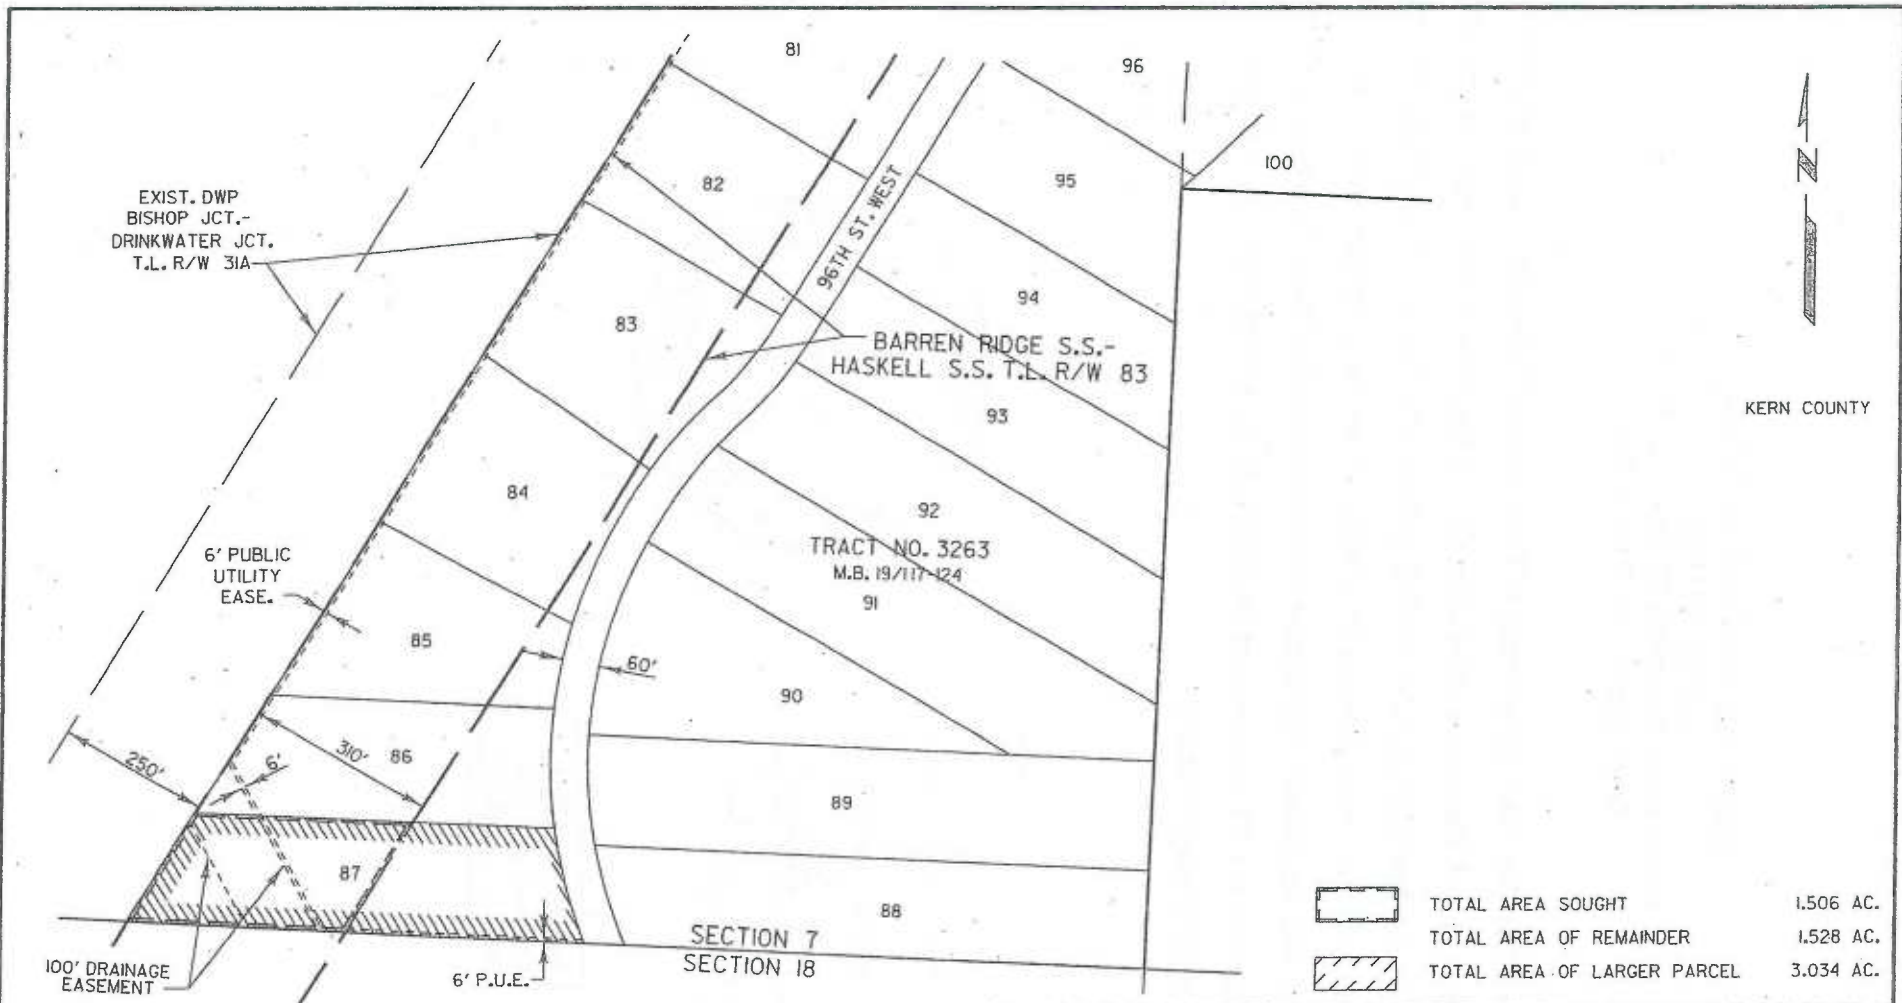 81
96
82
95
100
EXIST. DWP
BISHOP JCT.-
DRINKWATER JCT.
T.L. R/W 31A
96TH ST. WEST
N
83
94
BARREN RIDGE S.S.-
HASKELL S.S. T.L. R/W 83
93
KERN COUNTY
84
92
TRACT NO. 3263
M.B. 19/117-124
91
6' PUBLIC
UTILITY
EASE.
85
60'
90
250'
6'
310'
86
89
87
88
SECTION 7
SECTION 18
100' DRAINAGE
EASEMENT
6' P.U.E.
TOTAL AREA SOUGHT 1.506 AC.
TOTAL AREA OF REMAINDER 1.528 AC.
TOTAL AREA OF LARGER PARCEL 3.034 AC.